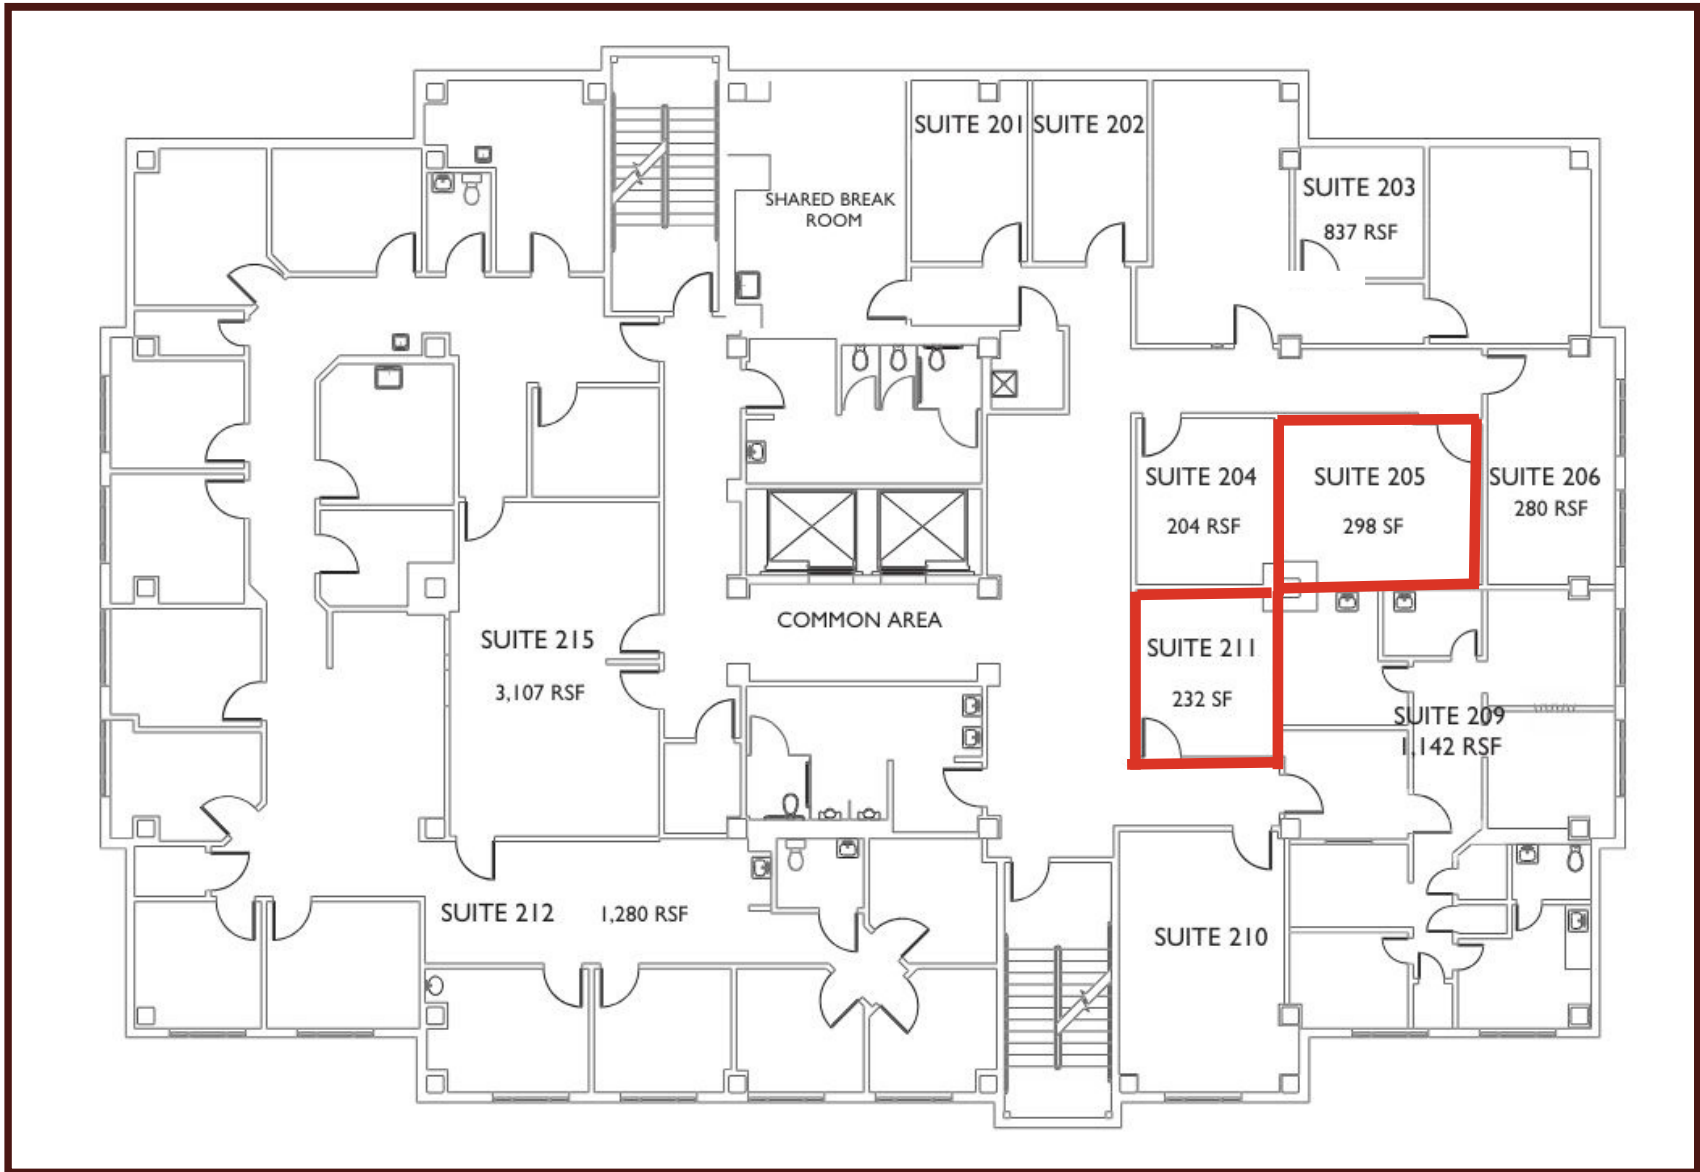 SUITE 201
SUITE 202
SHARED BREAK
ROOM
SUITE 203
837 RSF
SUITE 204
204 RSF
SUITE 205
298 SF
SUITE 206
280 RSF
COMMON AREA
SUITE 215
3,107 RSF
SUITE 211
232 SF
SUITE 209
1,142 RSF
SUITE 212
1,280 RSF
SUITE 210